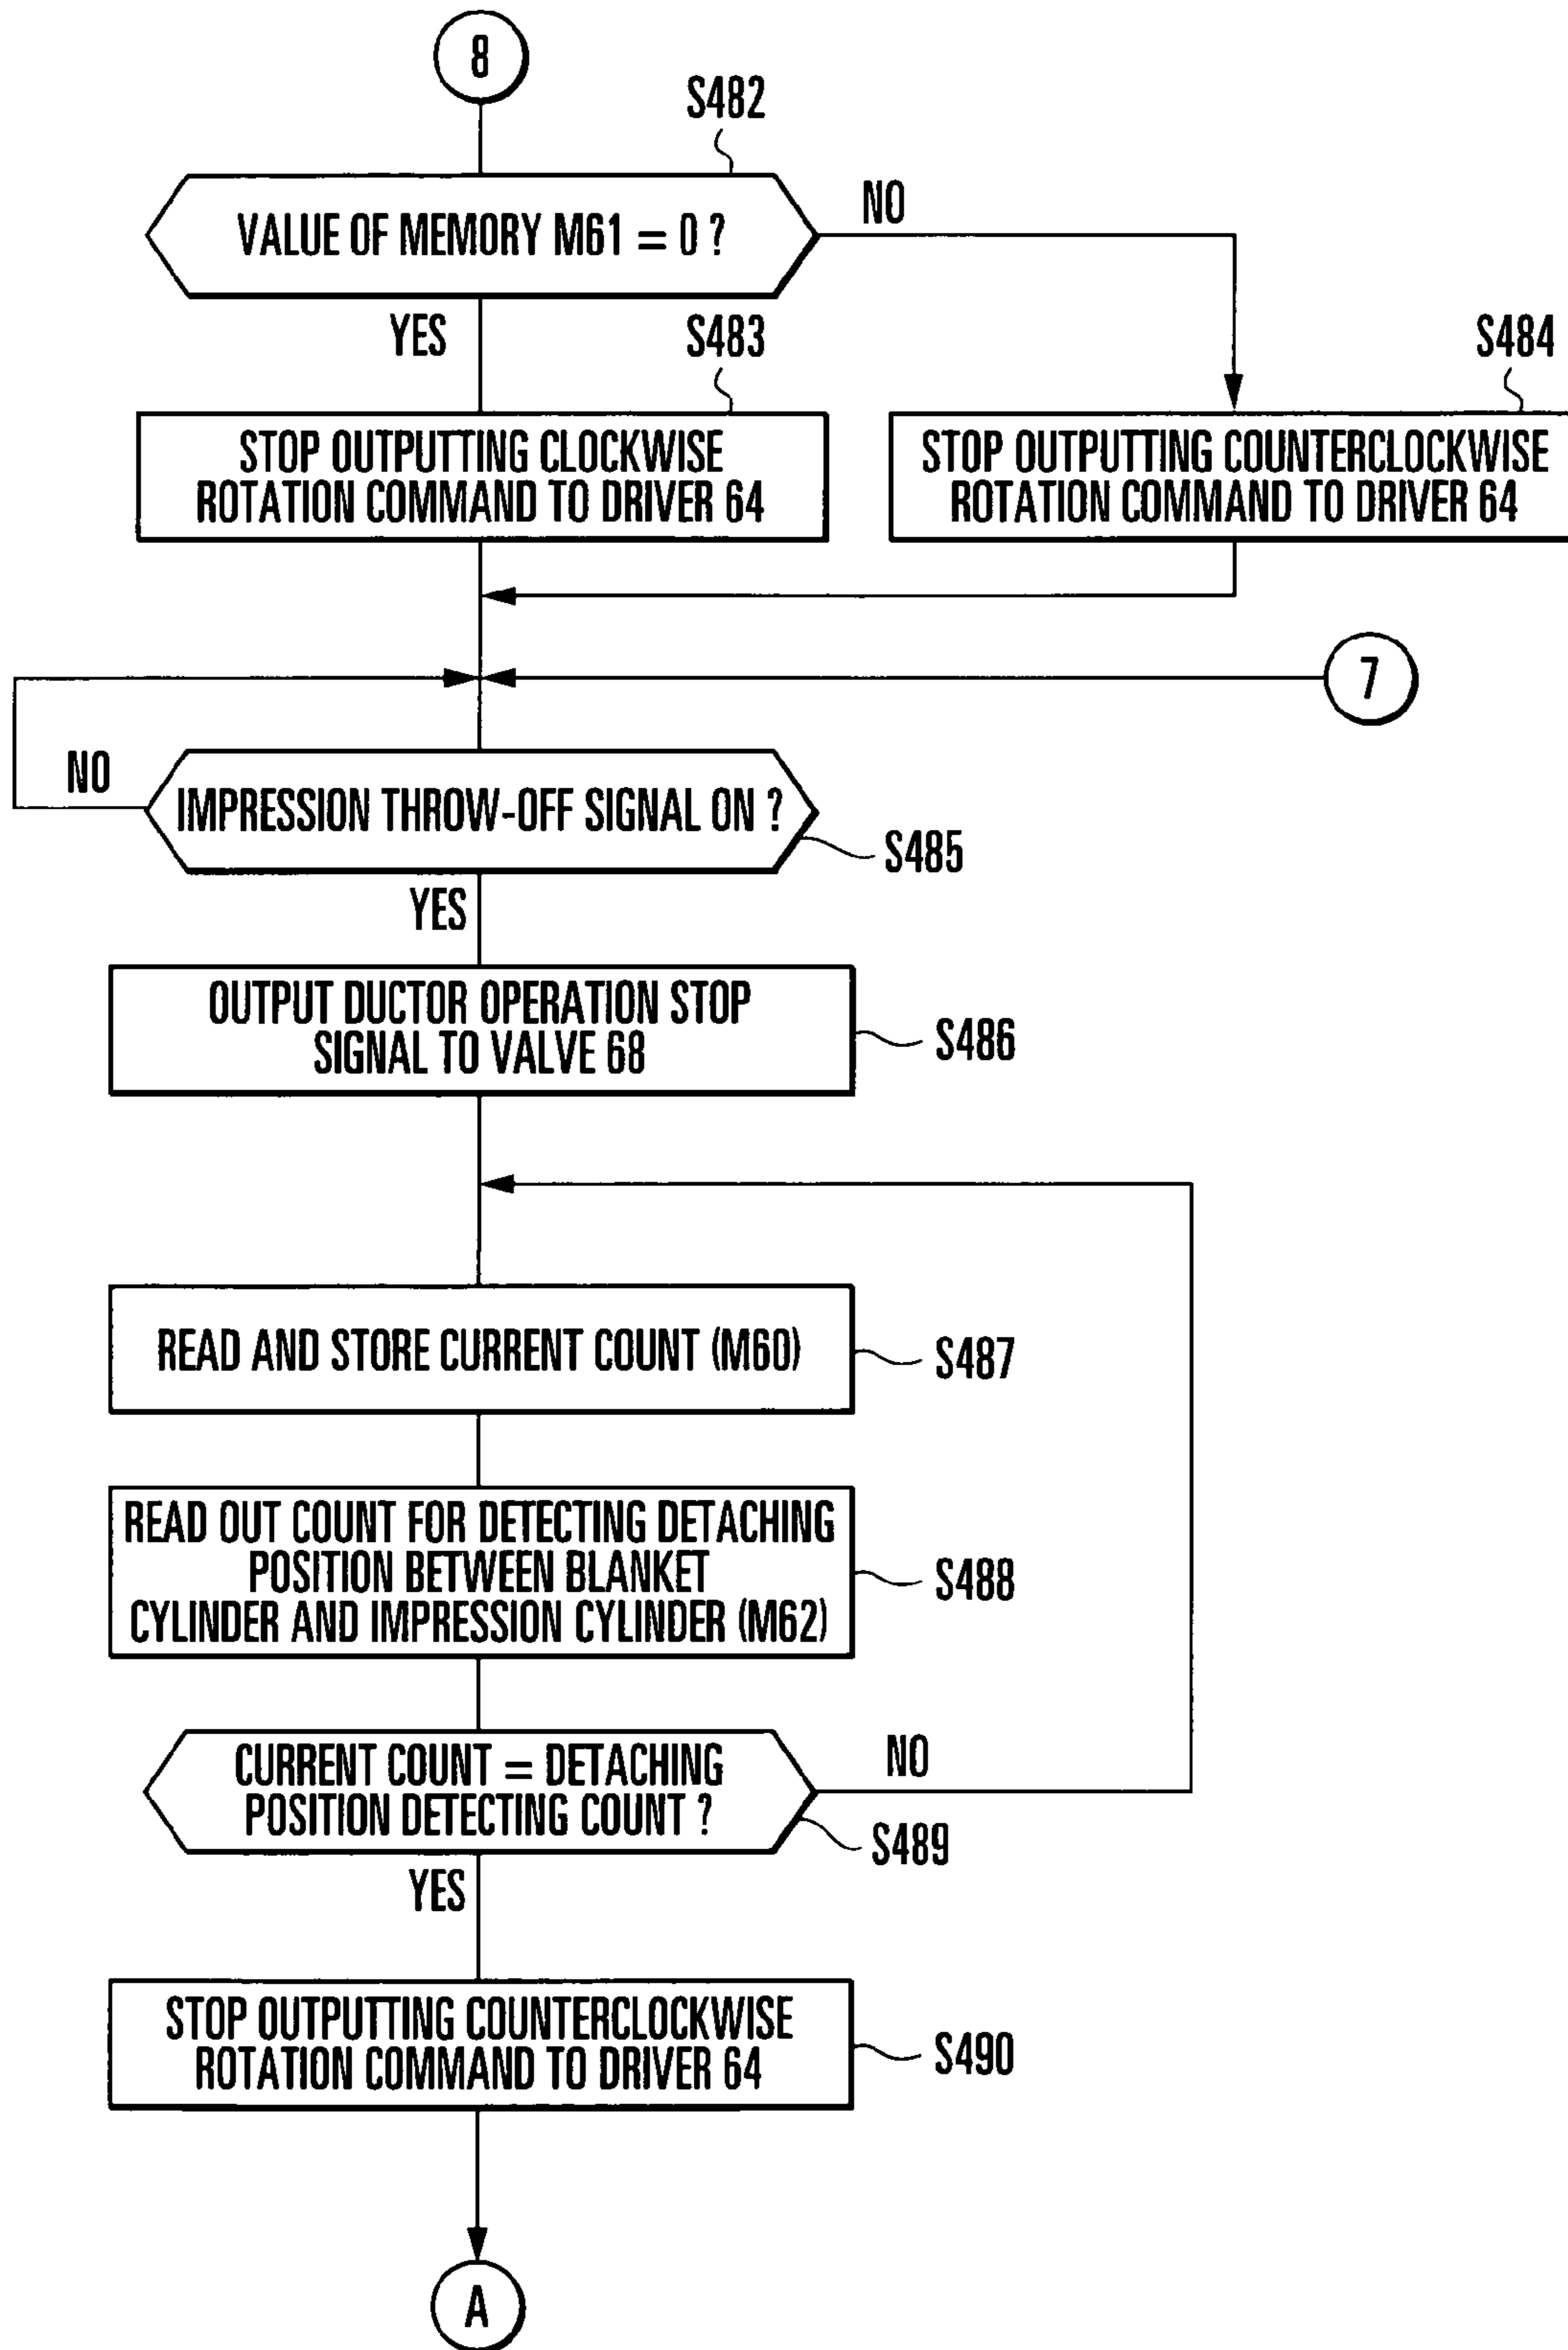 8
S482
VALUE OF MEMORY M61 = 0 ?
NO
YES
S483
S484
STOP OUTPUTTING CLOCKWISE
ROTATION COMMAND TO DRIVER 64
STOP OUTPUTTING COUNTERCLOCKWISE
ROTATION COMMAND TO DRIVER 64
7
NO
IMPRESSION THROW-OFF SIGNAL ON ?
S485
YES
OUTPUT DUCTOR OPERATION STOP
SIGNAL TO VALVE 68
S486
READ AND STORE CURRENT COUNT (M60)
S487
READ OUT COUNT FOR DETECTING DETACHING
POSITION BETWEEN BLANKET
CYLINDER AND IMPRESSION CYLINDER (M62)
S488
CURRENT COUNT = DETACHING
POSITION DETECTING COUNT ?
NO
S489
YES
STOP OUTPUTTING COUNTERCLOCKWISE
ROTATION COMMAND TO DRIVER 64
S490
A